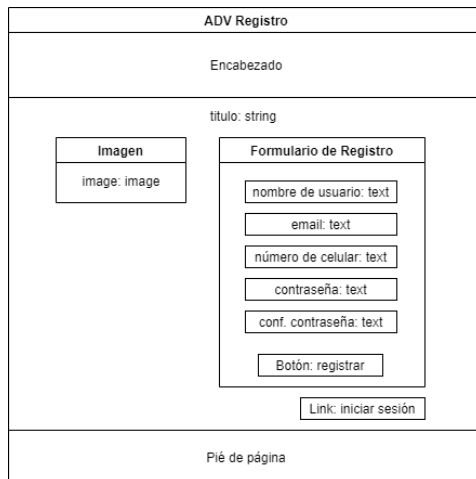 ADV Registro
Encabezado
titulo: string
Imagen
image: image
Formulario de Registro
nombre de usuario: text
email: text
número de celular: text
contraseña: text
conf. contraseña: text
Botón: registrar
Link: iniciar sesión
Pié de página